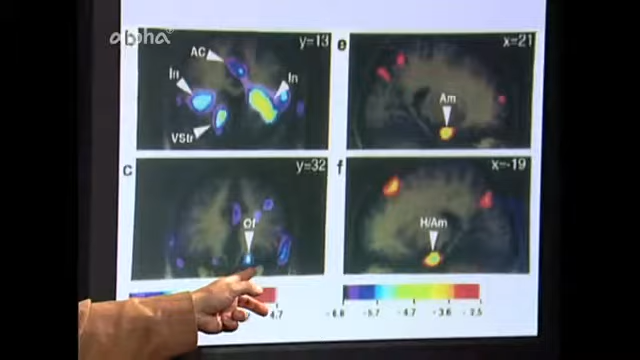 alpha
AC
y=13
In
In
VStr
e
x=21
Am
c
y=32
Of
f
x=-19
H/Am
4.7
-6.8
-5.7
-4.7
-3.6
-2.5